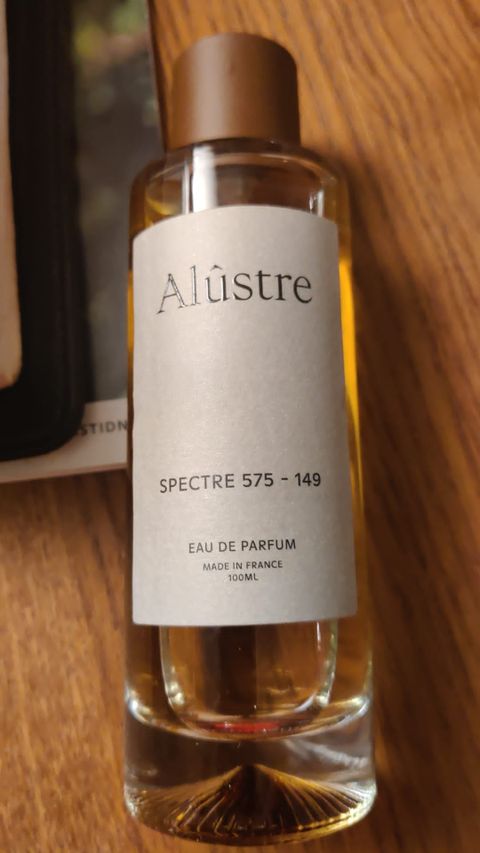 Alûstre
SPECTRE 575 - 149
EAU DE PARFUM
MADE IN FRANCE
100ML